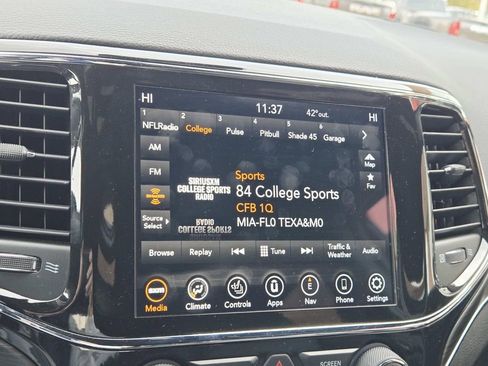 HI 11:37 42° out. HI
1 2 3 4 5 6
NFLRadio College Pulse Pitbull Shade 45 Garage
AM
FM
Map
Fav
SIRIUSXM
COLLEGE SPORTS
RADIO
Sports
84 College Sports
CFB 1Q
MIA-FL0 TEXA&M0
Source
Select
Browse Replay Tune Traffic & Weather Audio
SXM E
Media Climate Controls Apps Nav Phone Settings
SCREEN